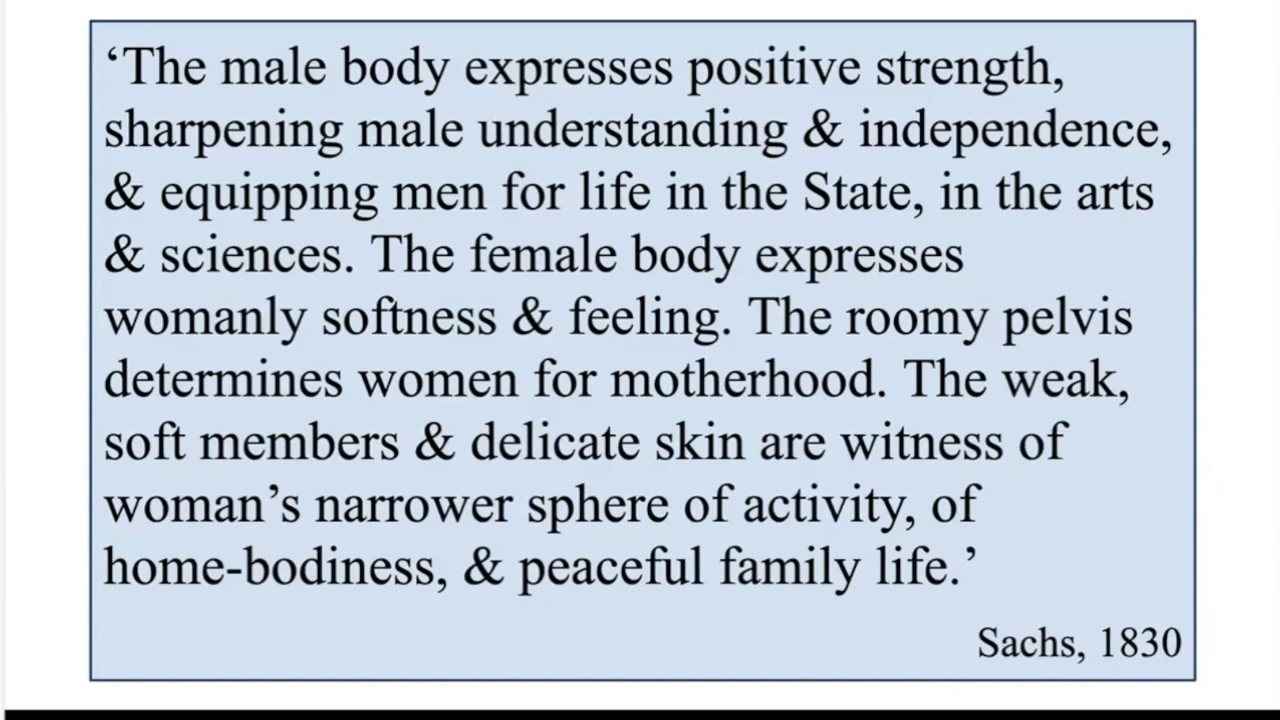 ‘The male body expresses positive strength,
sharpening male understanding & independence,
& equipping men for life in the State, in the arts
& sciences. The female body expresses
womanly softness & feeling. The roomy pelvis
determines women for motherhood. The weak,
soft members & delicate skin are witness of
woman’s narrower sphere of activity, of
home-bodiness, & peaceful family life.’
Sachs, 1830